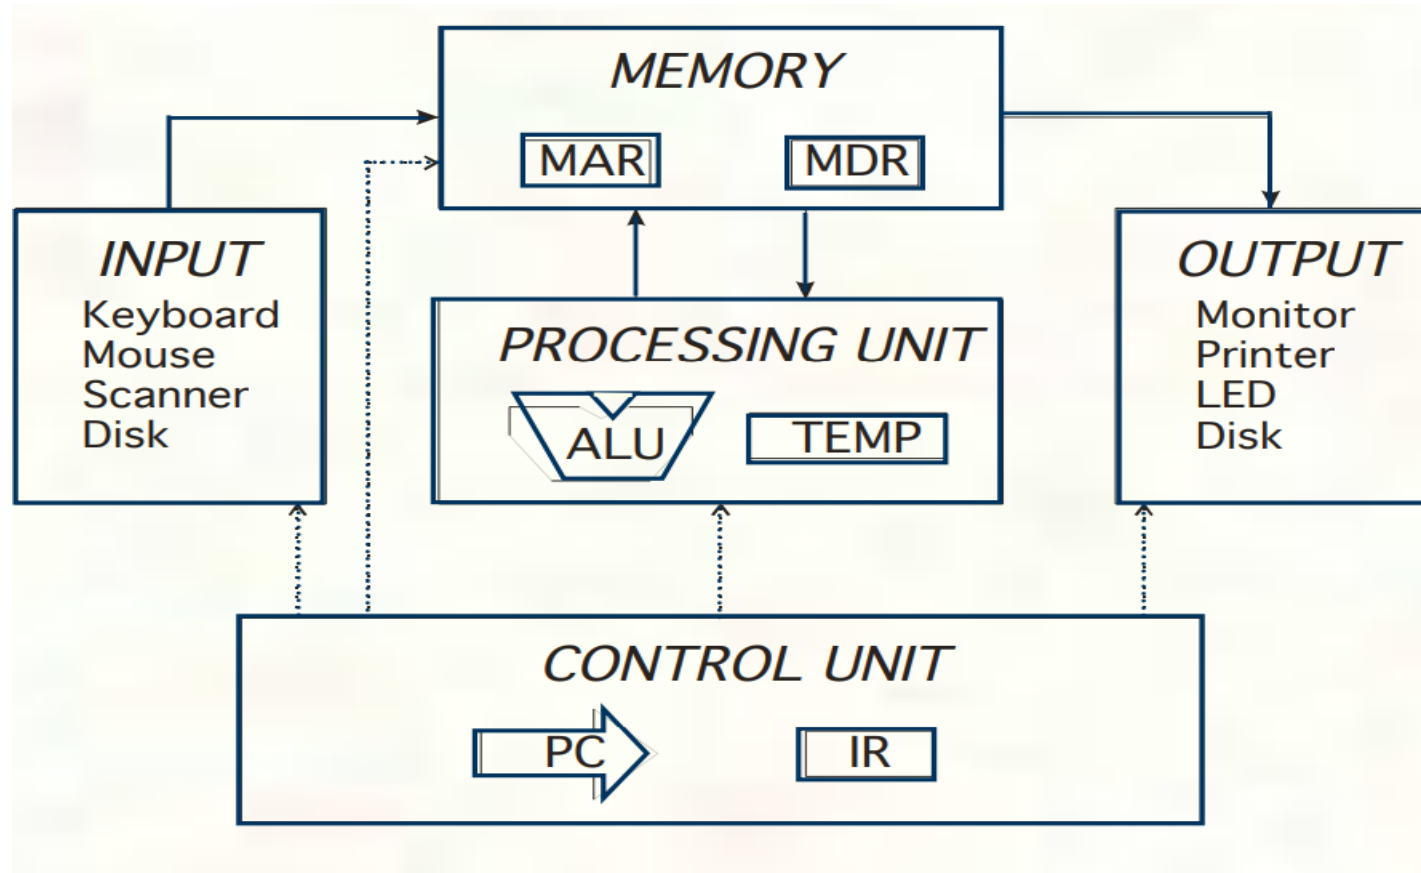 MEMORY
MAR
MDR
INPUT
Keyboard
Mouse
Scanner
Disk
PROCESSING UNIT
ALU
TEMP
OUTPUT
Monitor
Printer
LED
Disk
CONTROL UNIT
PC
IR